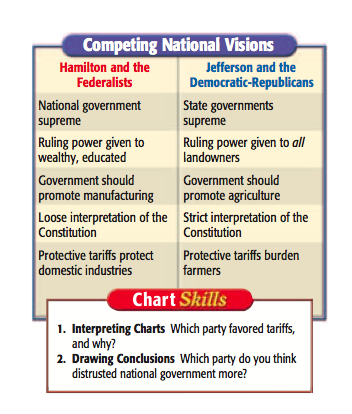 Competing National Visions
Hamilton and the
Federalists
Jefferson and the
Democratic-Republicans
National government
supreme
State governments
supreme
Ruling power given to
wealthy, educated
Ruling power given to all
landowners
Government should
promote manufacturing
Government should
promote agriculture
Loose interpretation of the
Constitution
Strict interpretation of the
Constitution
Protective tariffs protect
domestic industries
Protective tariffs burden
farmers
Chart Skills
1. Interpreting Charts Which party favored tariffs,
and why?
2. Drawing Conclusions Which party do you think
distrusted national government more?